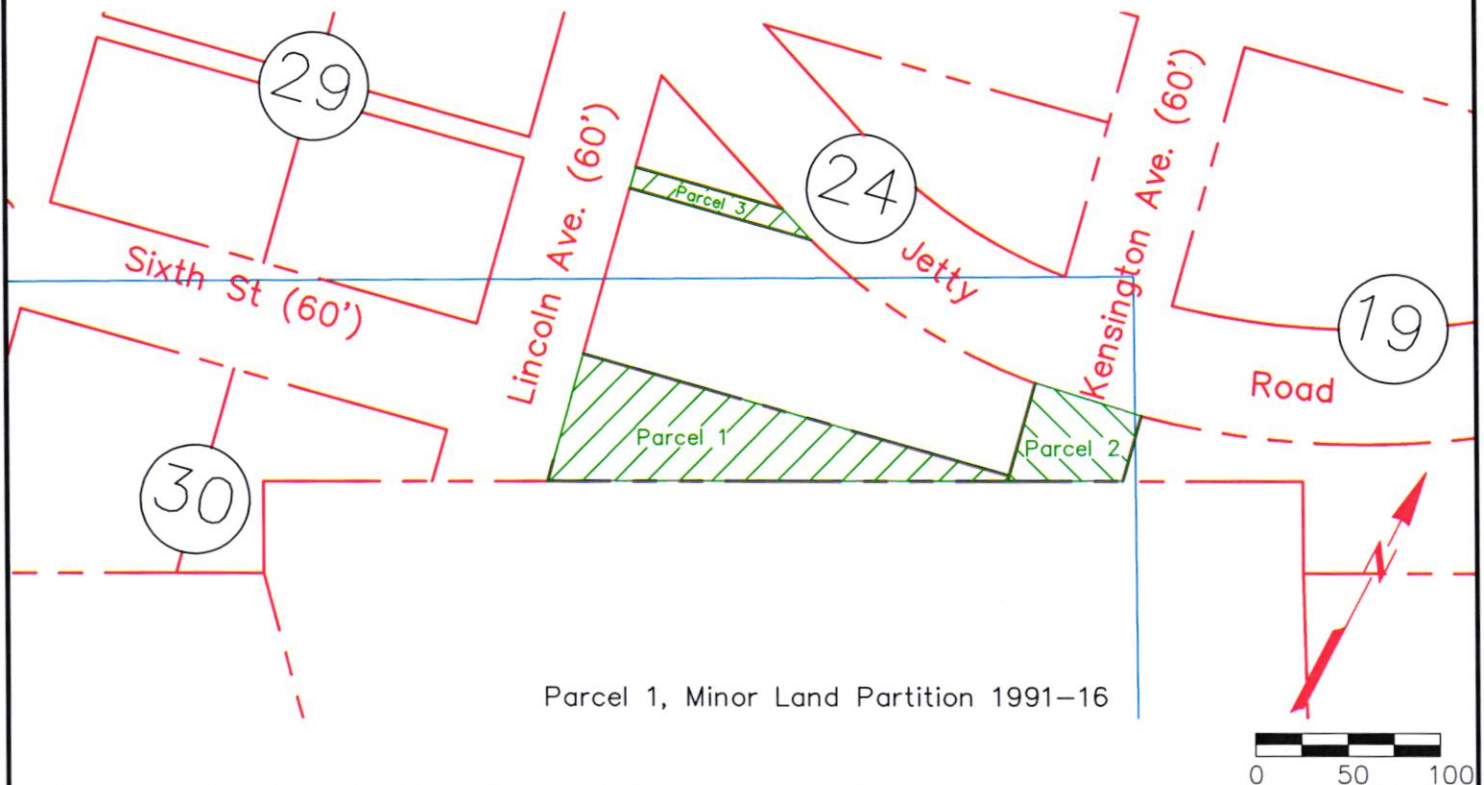 29
Lincoln Ave. (60')
Kensington Ave. (60')
Parcel 3
24
Jetty
Sixth St (60')
19
Road
Parcel 1
Parcel 2
30
N
Parcel 1, Minor Land Partition 1991-16
0 50 100